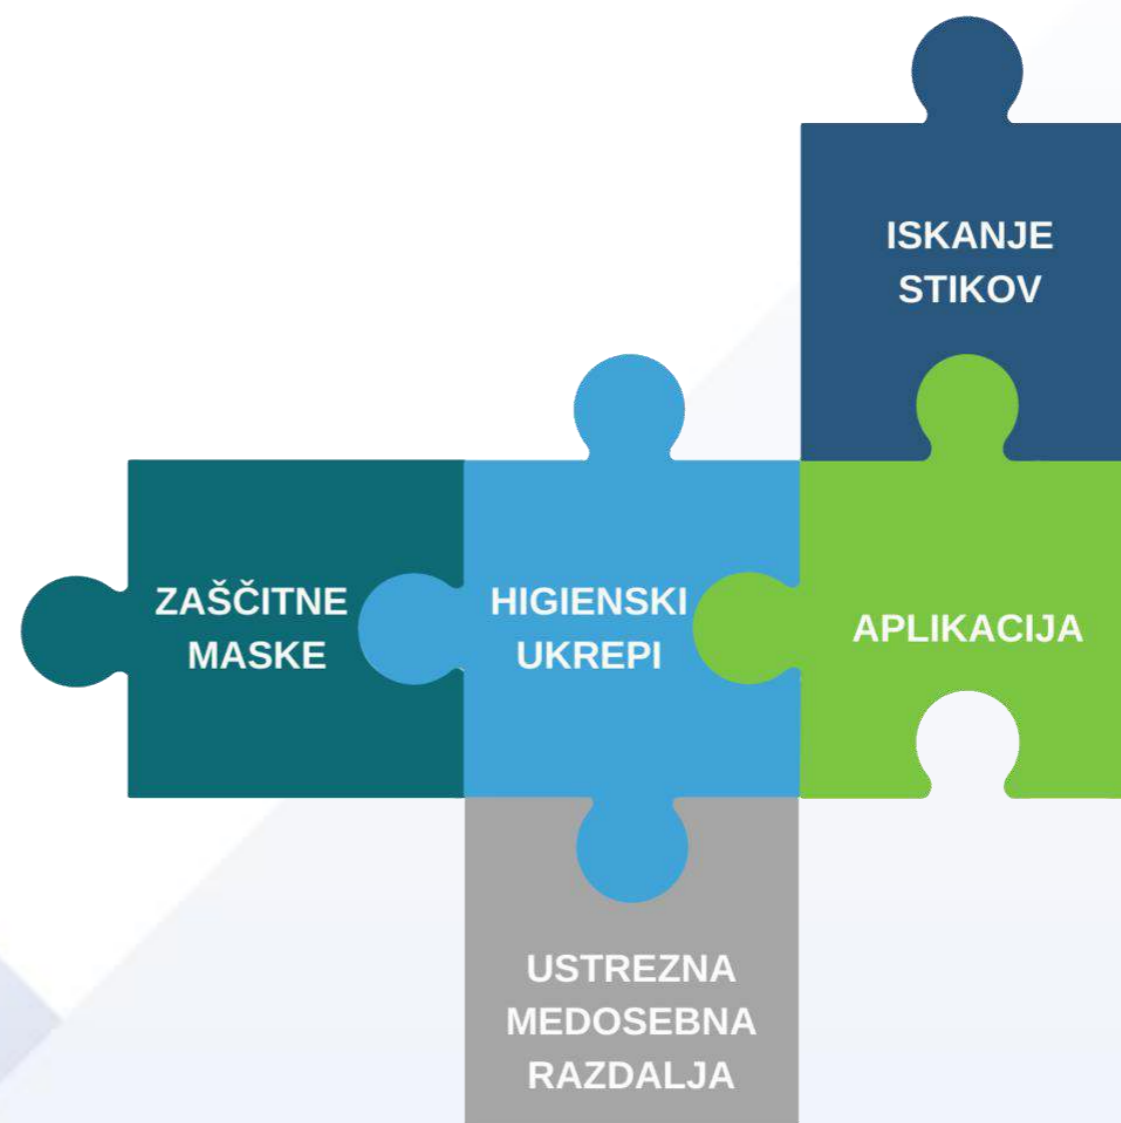 ISKANJE
STIKOV
ZAŠČITNE
MASKE
HIGIENSKI
UKREPI
APLIKACIJA
USTREZNA
MEDOSEBNA
RAZDALJA